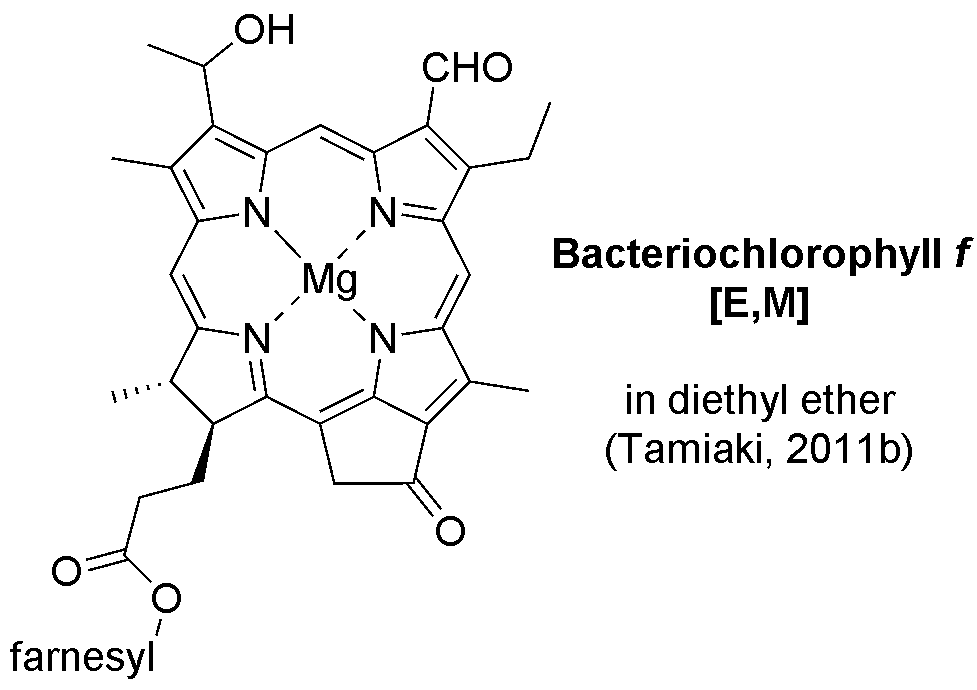 OH
CHO
N
N
Mg
N
N
O
O
O
farnesyl
Bacteriochlorophyll f
[E,M]
in diethyl ether
(Tamiaki, 2011b)